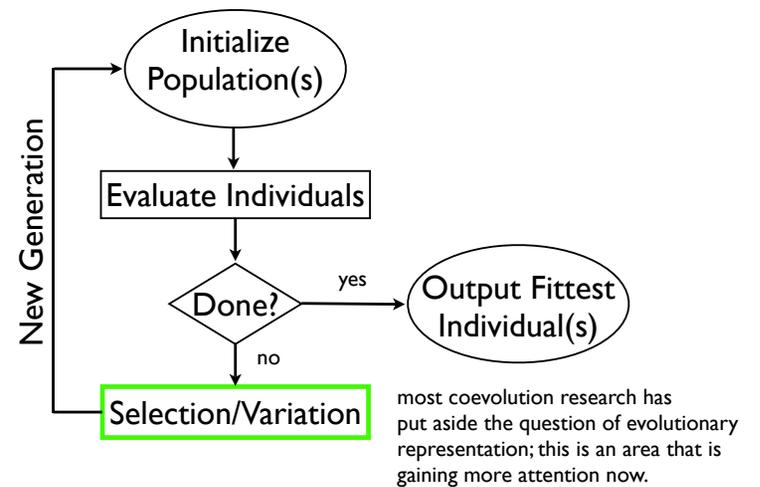 Initialize
Population(s)
New Generation
Evaluate Individuals
Done?
yes
Output Fittest
Individual(s)
no
Selection/Variation
most coevolution research has
put aside the question of evolutionary
representation; this is an area that is
gaining more attention now.